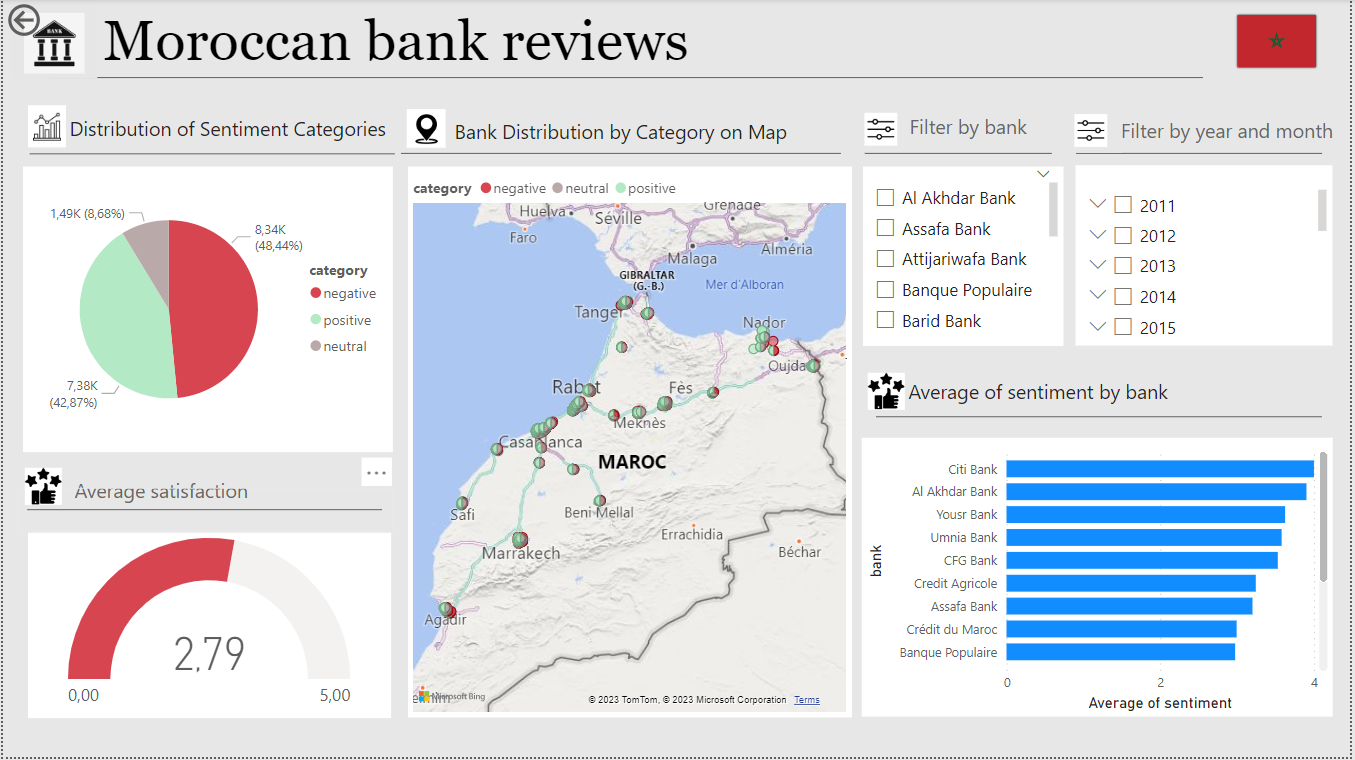 BANK
Moroccan bank reviews
Distribution of Sentiment Categories
Bank Distribution by Category on Map
Filter by bank
Filter by year and month
1,49K (8,68%)
8,34K
(48,44%)
7,38K
(42,87%)
category
negative
positive
neutral
category negative neutral positive
Huelva
Séville
Grenade
Faro
Malaga
Alméria
GIBRALTAR
(G.-B.)
Mer d'Alboran
Tanger
Nador
Oujda
Rabat
Fès
Meknès
Casablanca
MAROC
Safi
Beni Mellal
Errachidia
Béchar
Marrakech
Agadir
Microsoft Bing
© 2023 TomTom, © 2023 Microsoft Corporation Terms
Al Akhdar Bank
Assafa Bank
Attijariwafa Bank
Banque Populaire
Barid Bank
2011
2012
2013
2014
2015
Average satisfaction
2,79
0,00
5,00
Average of sentiment by bank
bank
Citi Bank
Al Akhdar Bank
Yousr Bank
Umnia Bank
CFG Bank
Credit Agricole
Assafa Bank
Crédit du Maroc
Banque Populaire
0 2 4
Average of sentiment